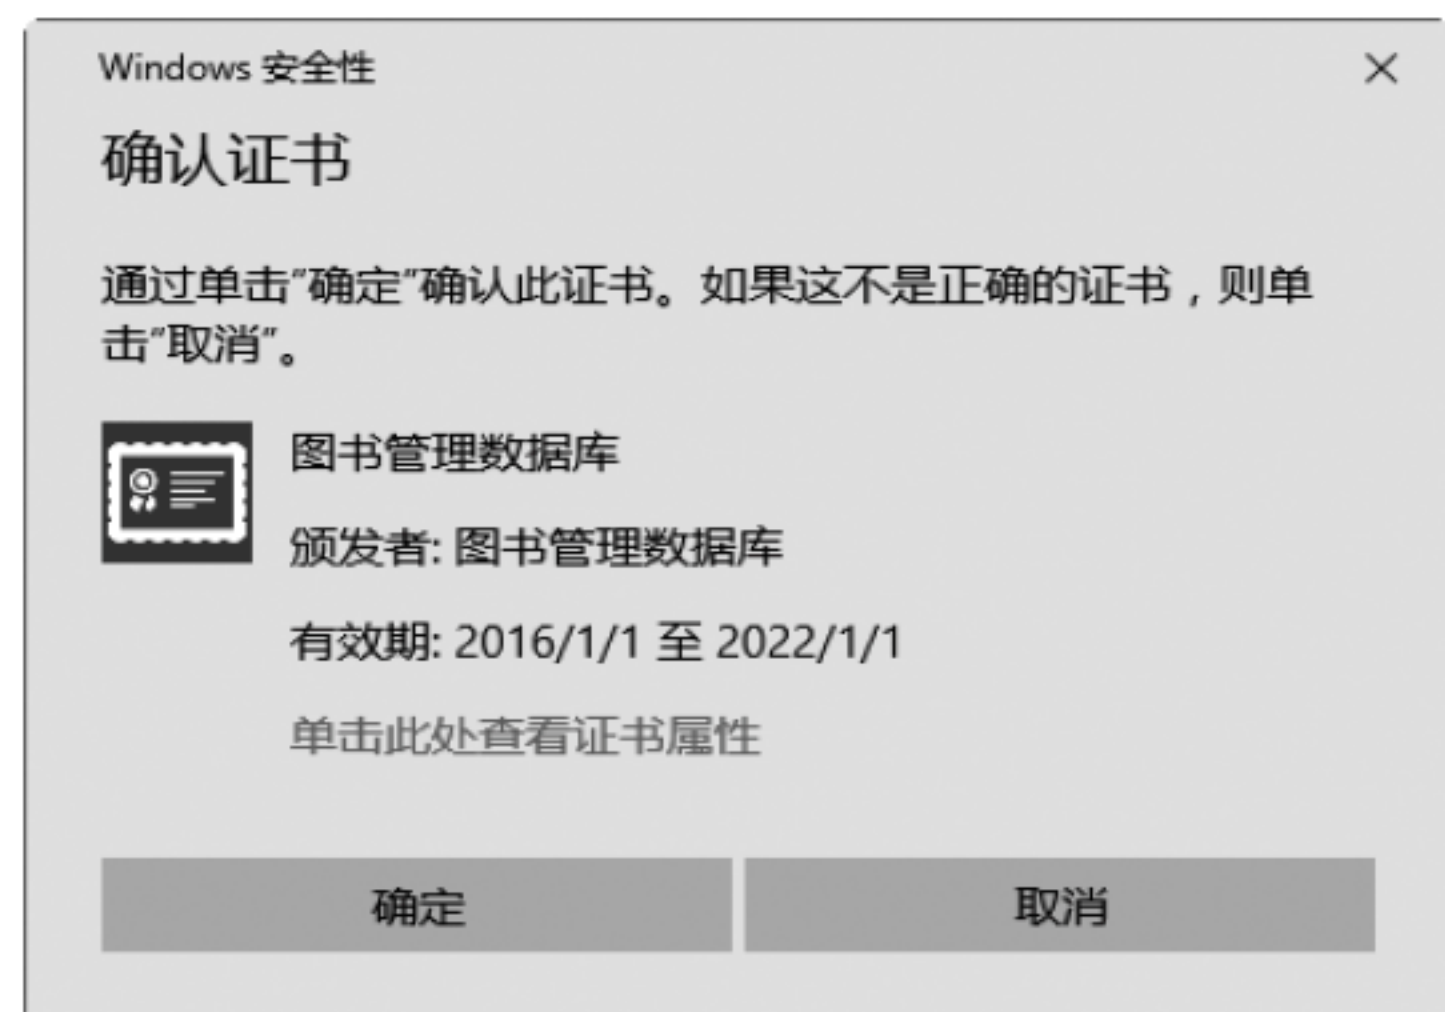 Windows 安全性
确认证书
通过单击"确定"确认此证书。如果这不是正确的证书，则单
击"取消"。
图书管理数据库
颁发者: 图书管理数据库
有效期: 2016/1/1 至 2022/1/1
单击此处查看证书属性
确定
取消